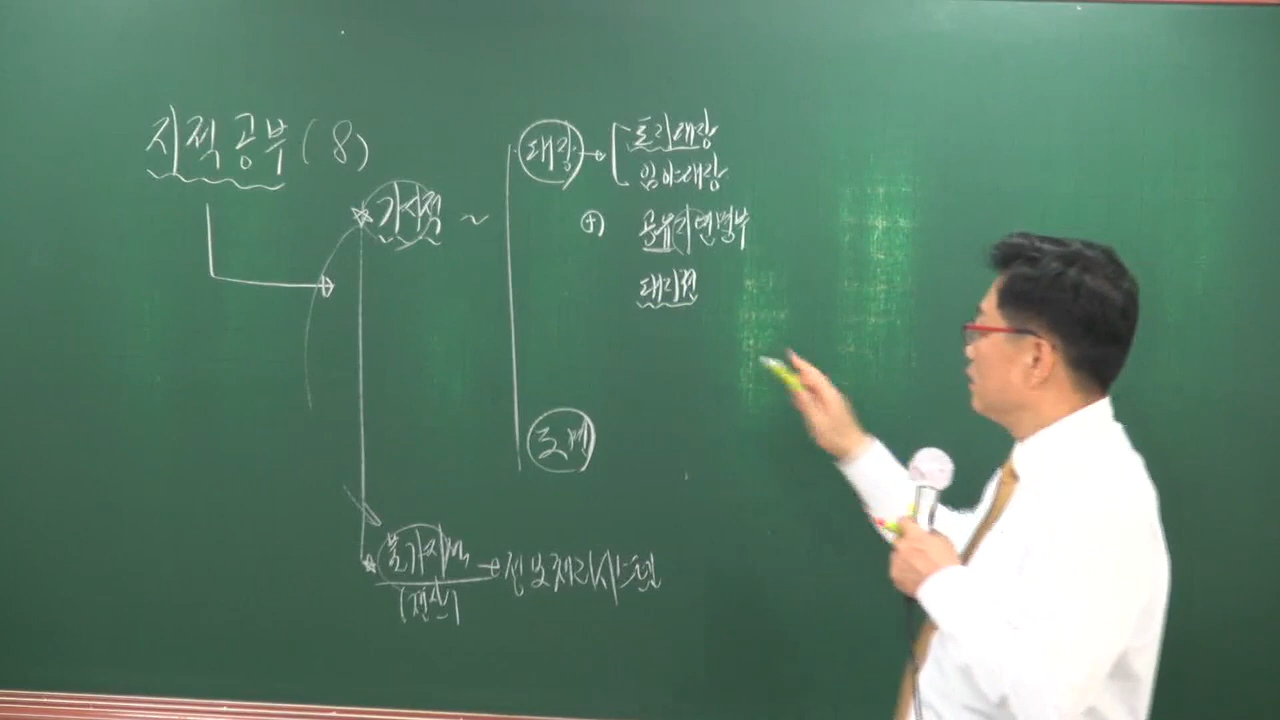 지적공부(8)
가시적 ~
대장 → 토지대장
임야대장
⊕ 공유지연명부
대지권
도면
불가시적 → 정보처리시스템
(전산)